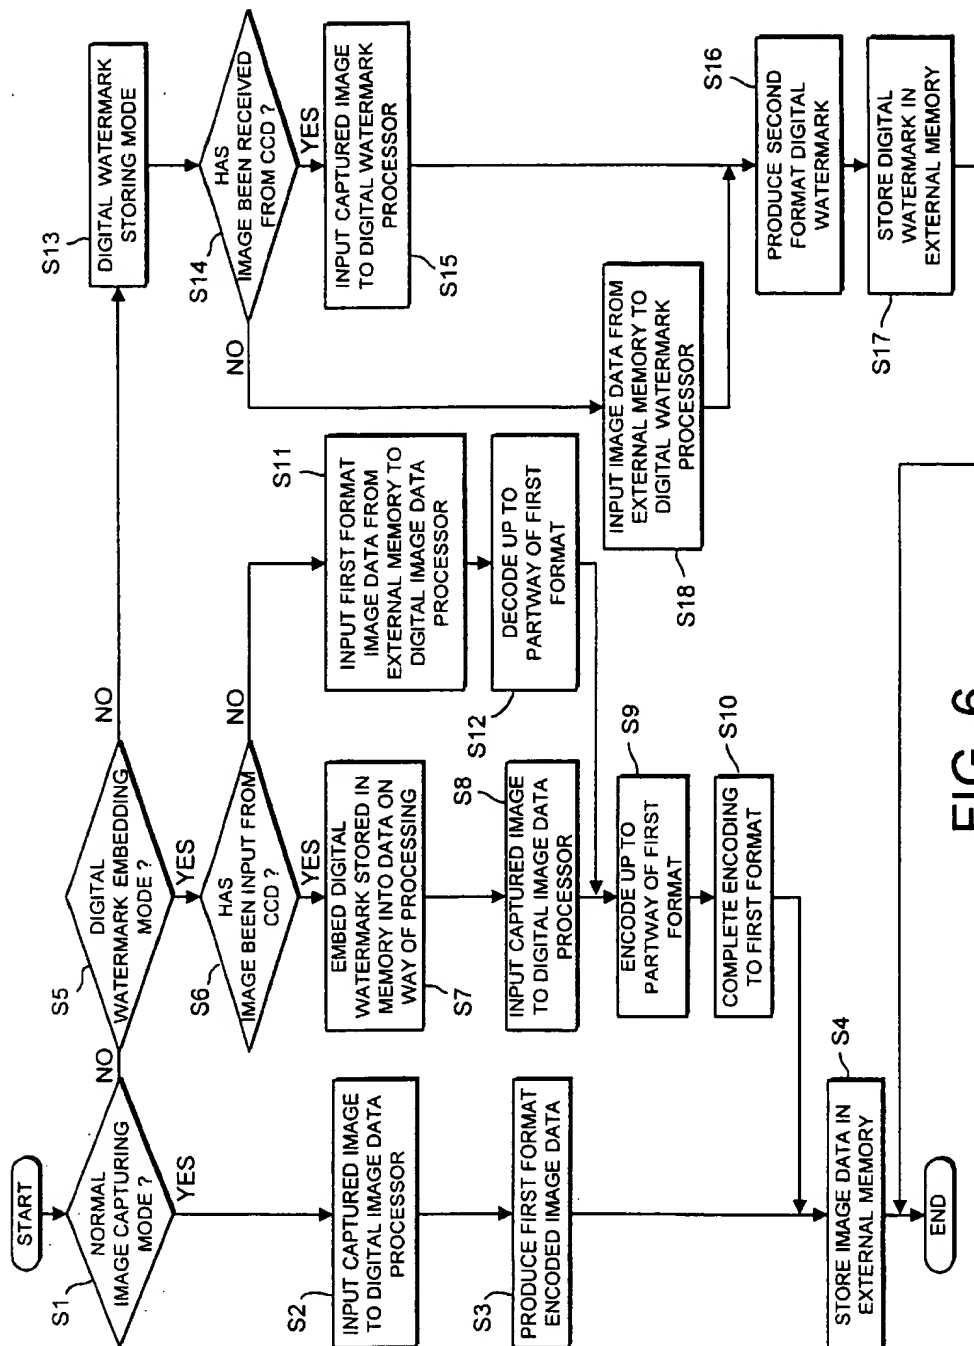 START
NORMAL
IMAGE CAPTURING
MODE ?
S1
YES
NO
INPUT CAPTURED IMAGE
TO DIGITAL IMAGE DATA
PROCESSOR
S2
PRODUCE FIRST FORMAT
ENCODED IMAGE DATA
S3
STORE IMAGE DATA IN
EXTERNAL MEMORY
S4
END
DIGITAL
WATERMARK EMBEDDING
MODE ?
S5
YES
NO
HAS
IMAGE BEEN INPUT FROM
CCD ?
S6
YES
NO
EMBED DIGITAL
WATERMARK STORED IN
MEMORY INTO DATA ON
WAY OF PROCESSING
S7
INPUT CAPTURED IMAGE
TO DIGITAL IMAGE DATA
PROCESSOR
S8
ENCODE UP TO
PARTWAY OF FIRST
FORMAT
S9
COMPLETE ENCODING
TO FIRST FORMAT
S10
INPUT FIRST FORMAT
IMAGE DATA FROM
EXTERNAL MEMORY TO
DIGITAL IMAGE DATA
PROCESSOR
S11
DECODE UP TO
PARTWAY OF FIRST
FORMAT
S12
DIGITAL WATERMARK
STORING MODE
S13
HAS
IMAGE BEEN RECEIVED
FROM CCD ?
S14
YES
NO
INPUT CAPTURED IMAGE
TO DIGITAL WATERMARK
PROCESSOR
S15
INPUT IMAGE DATA FROM
EXTERNAL MEMORY TO
DIGITAL WATERMARK
PROCESSOR
S18
PRODUCE SECOND
FORMAT DIGITAL
WATERMARK
S16
STORE DIGITAL
WATERMARK IN
EXTERNAL MEMORY
S17
FIG. 6